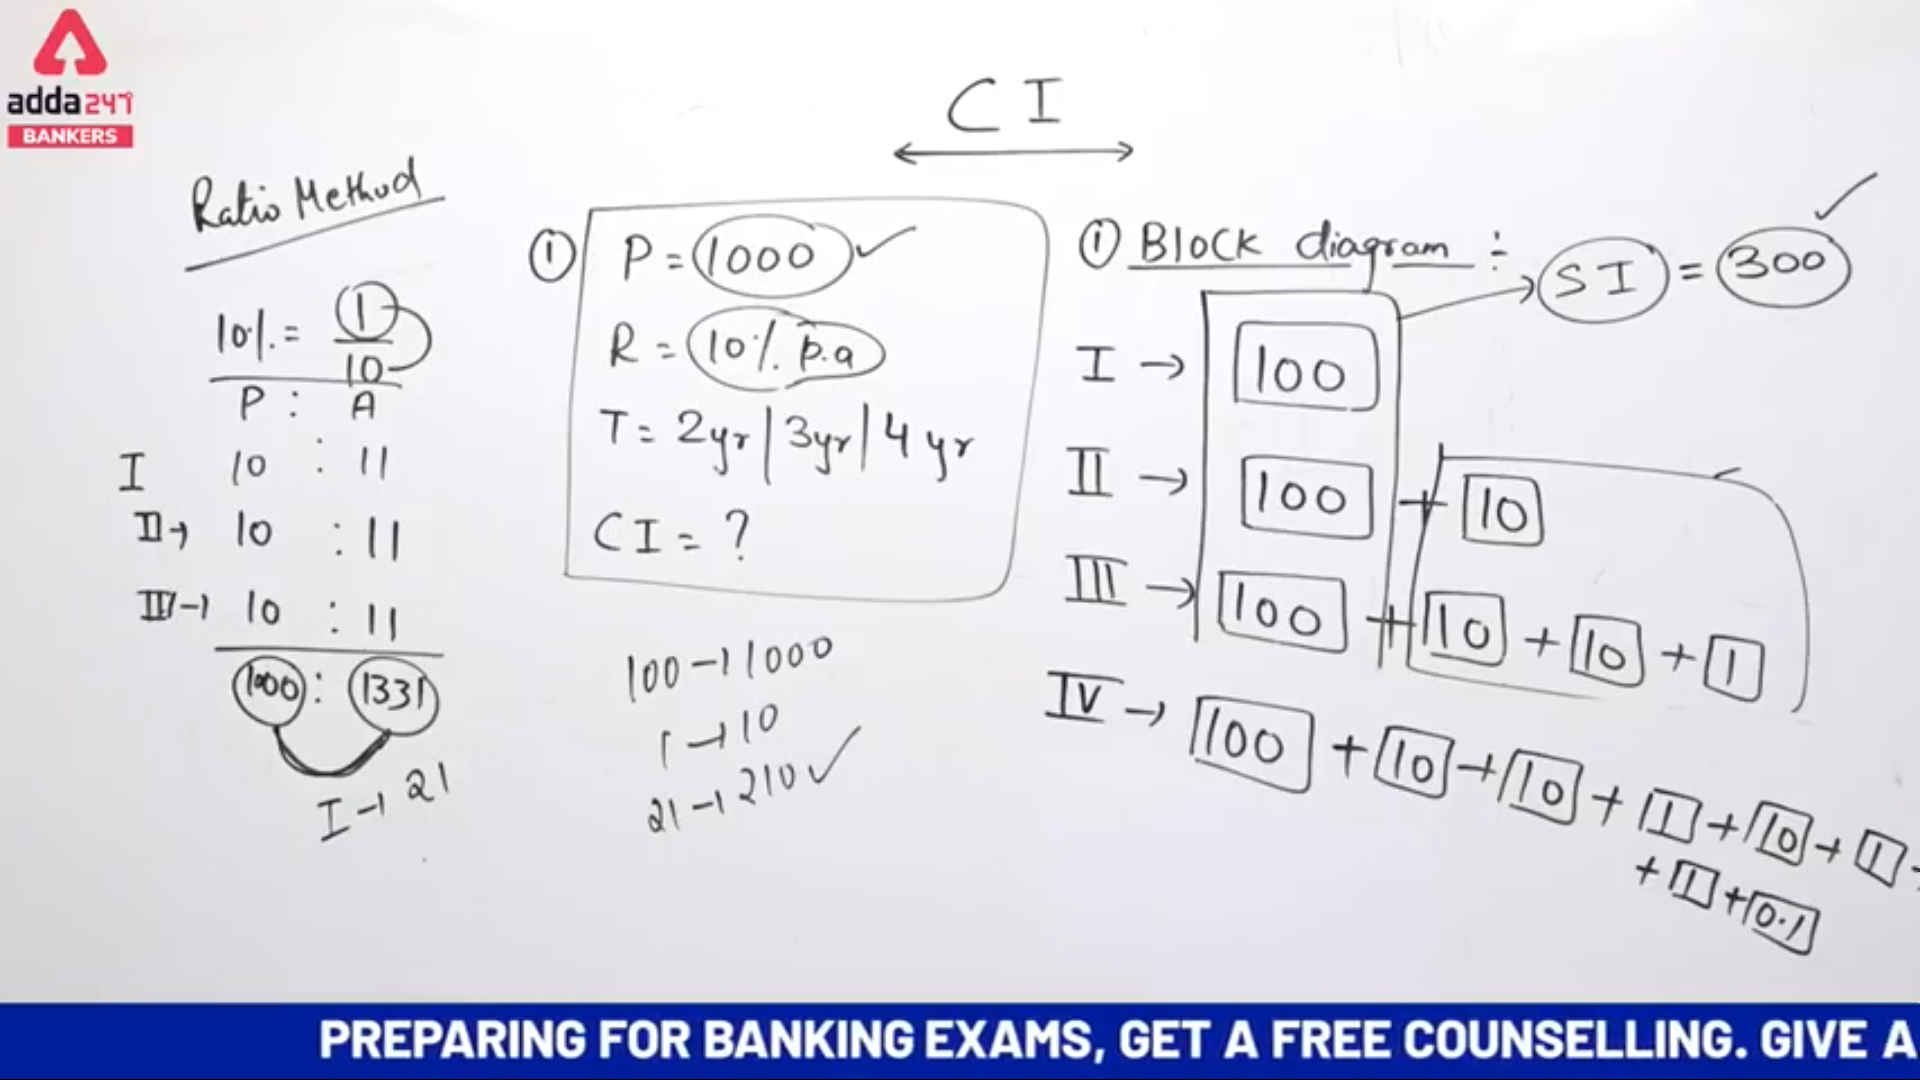 adda247
BANKERS
CI
Ratio Method
10% = 1/10
P : A
I 10 : 11
II→ 10 : 11
III→ 10 : 11
1000 : 1331
I → 21
① P = 1000 ✓
R = 10% p.a
T = 2yr | 3yr | 4 yr
CI = ?
100 → 1000
1 → 10
21 → 210 ✓
① Block diagram :-
SI = 300 ✓
I → 100
II → 100 + 10
III → 100 + 10 + 10 + 1
IV → 100 + 10 + 10 + 1 + 10 + 1
+ 1 + 0.1
PREPARING FOR BANKING EXAMS, GET A FREE COUNSELLING. GIVE A